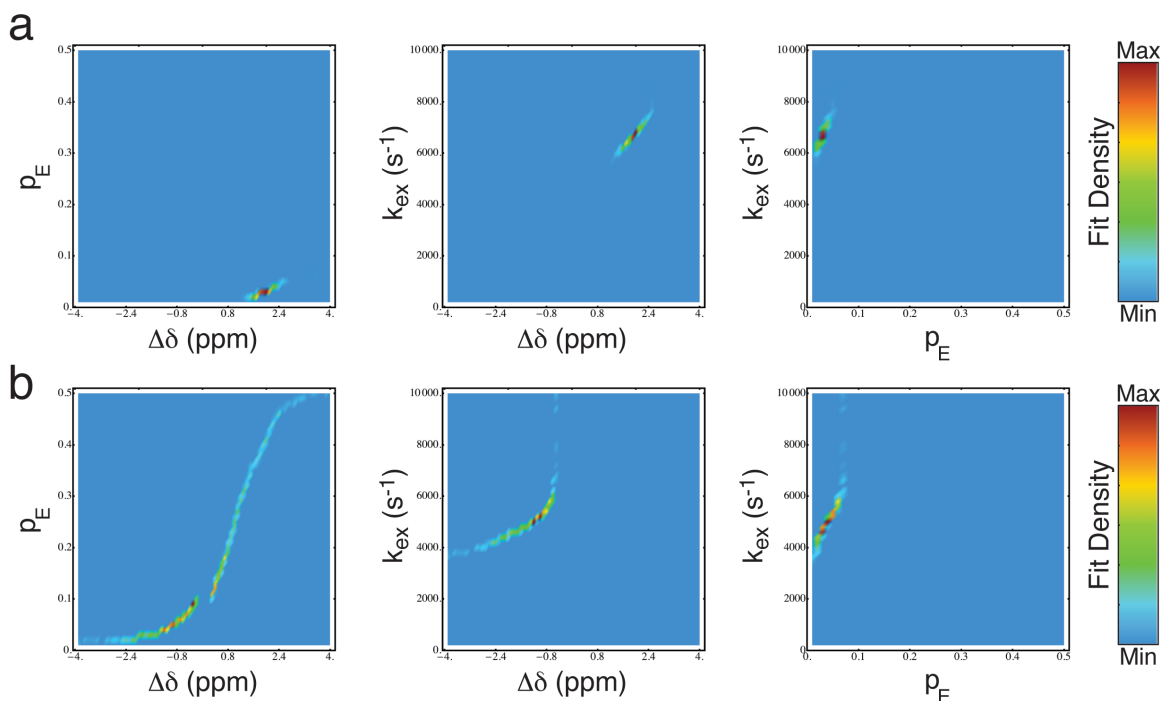 a
0.5
0.4
0.3
0.2
0.1
0.
p_E
-4. -2.4 -0.8 0.8 2.4 4.
Δδ (ppm)
10 000
8000
6000
4000
2000
0.
k_ex (s⁻¹)
-4. -2.4 -0.8 0.8 2.4 4.
Δδ (ppm)
10 000
8000
6000
4000
2000
0.
k_ex (s⁻¹)
0. 0.1 0.2 0.3 0.4 0.5
p_E
Max
Fit Density
Min
b
0.5
0.4
0.3
0.2
0.1
0.
p_E
-4. -2.4 -0.8 0.8 2.4 4.
Δδ (ppm)
10000
8000
6000
4000
2000
0.
k_ex (s⁻¹)
-4. -2.4 -0.8 0.8 2.4 4.
Δδ (ppm)
10000
8000
6000
4000
2000
0.
k_ex (s⁻¹)
0. 0.1 0.2 0.3 0.4 0.5
p_E
Max
Fit Density
Min